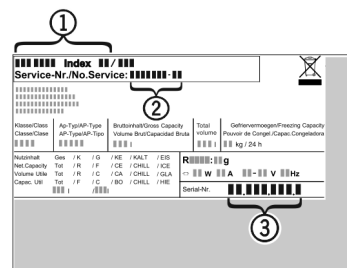 1
Index /
Service-Nr./No.Service: -
2
Klasse/Class Ap-Typ/AP-Type Bruttoinhalt/Gross Capacity Total Gefriervermoegen/Freezing Capacity
Classe/Clase AP-Type/AP-Tipo Volume Brut/Capacidad Bruta volume Pouvoir de Congel./Capac.Congeladora
l l kg / 24 h
Nutzinhalt Ges / K / G / KE / KALT / EIS
Net.Capacity Tot / R / F / CE / CHILL / ICE
Volume Utile Tot / R / C / CA / CHILL / GLA
Capac. Util Tot / F / C / BO / CHILL / HIE
l / l
R : g
W A - V Hz
Serial-Nr. . . .
3